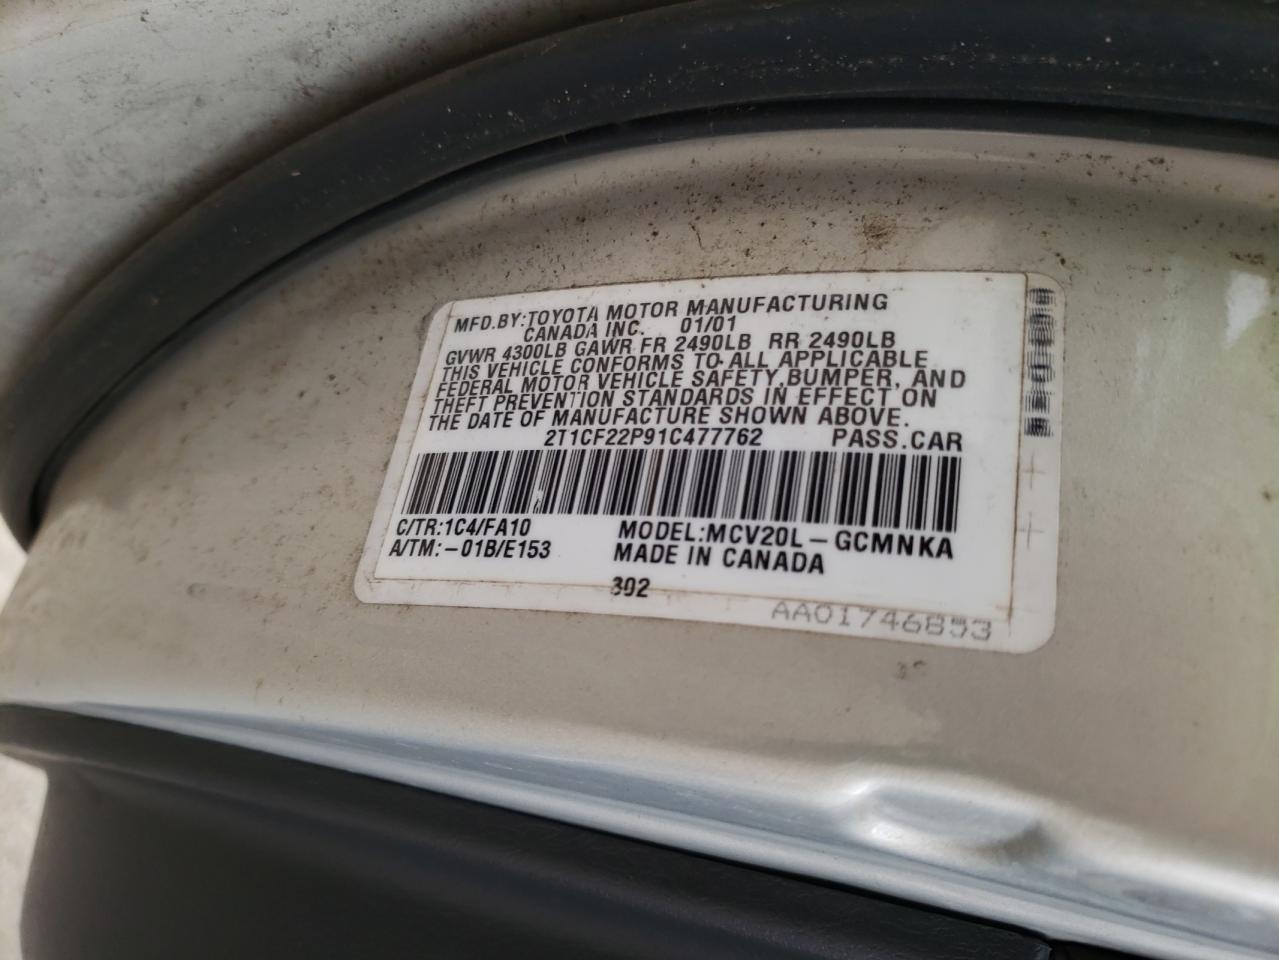 MFD.BY:TOYOTA MOTOR MANUFACTURING
CANADA INC. 01/01
GVWR 4300LB GAWR FR 2490LB RR 2490LB
THIS VEHICLE CONFORMS TO ALL APPLICABLE
FEDERAL MOTOR VEHICLE SAFETY,BUMPER, AND
THEFT PREVENTION STANDARDS IN EFFECT ON
THE DATE OF MANUFACTURE SHOWN ABOVE.
2T1CF22P91C477762 PASS.CAR
C/TR:1C4/FA10 MODEL:MCV20L-GCMNKA
A/TM:-01B/E153 MADE IN CANADA
302
AA01746853